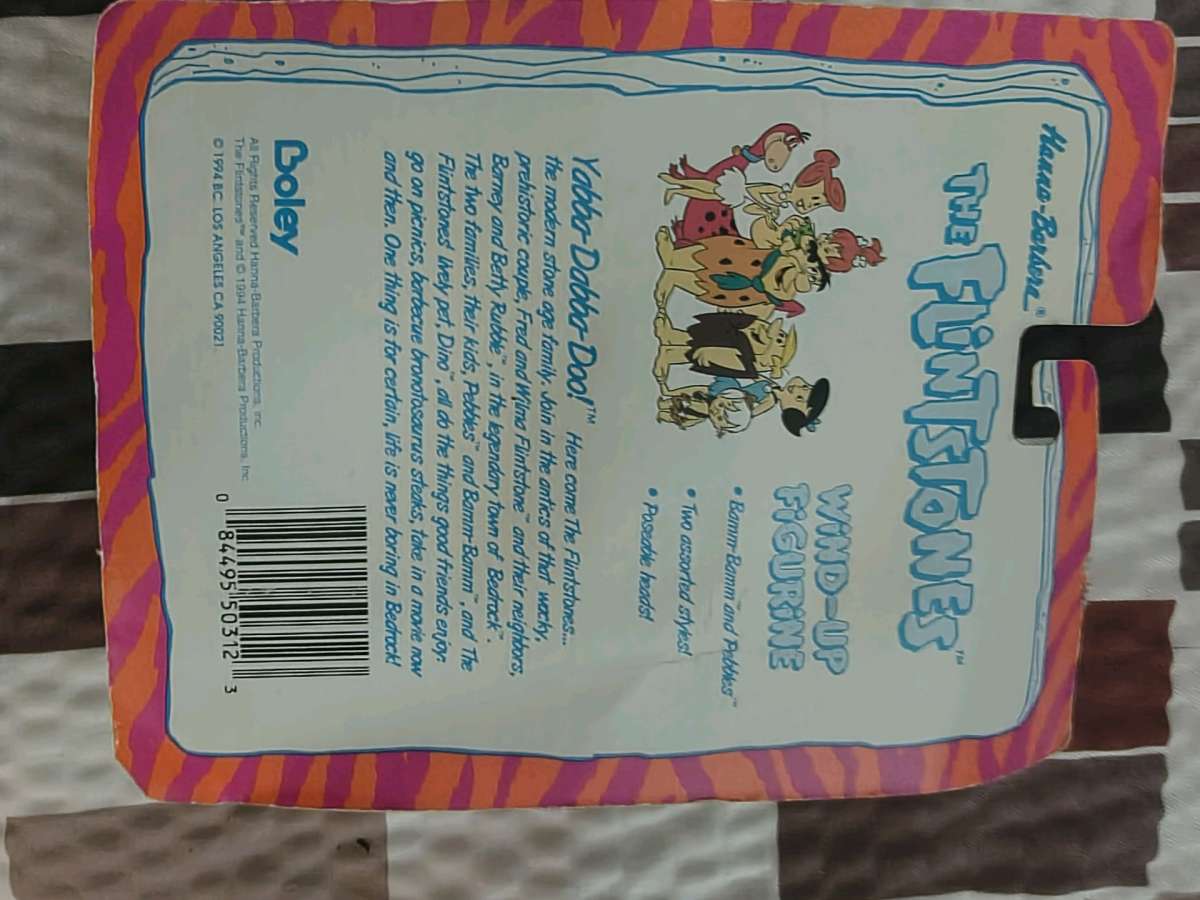 Hanna-Barbera®
THE FLINTSTONES™
WIND-UP
FIGURINE
• Bamm-Bamm™ and Pebbles™
• Two assorted styles!
• Poseable heads!
Yabba-Dabba-Doo!™ Here come The Flintstones...
the modern stone age family. Join in the antics of that wacky,
prehistoric couple, Fred and Wilma Flintstone™ and their neighbors,
Barney and Betty Rubble™, in the legendary town of Bedrock™.
The two families, their kids, Pebbles™ and Bamm-Bamm™, and The
Flintstones lively pet, Dino™, all do the things good friends enjoy:
go on picnics, barbecue brontosaurus steaks, take in a movie now
and then. One thing is for certain, life is never boring in Bedrock!
Boley
All Rights Reserved Hanna-Barbera Productions, Inc.
The Flintstones™ and © 1994 Hanna-Barbera Productions, Inc.
© 1994 BC. LOS ANGELES CA. 90021
0 84495 50312 3